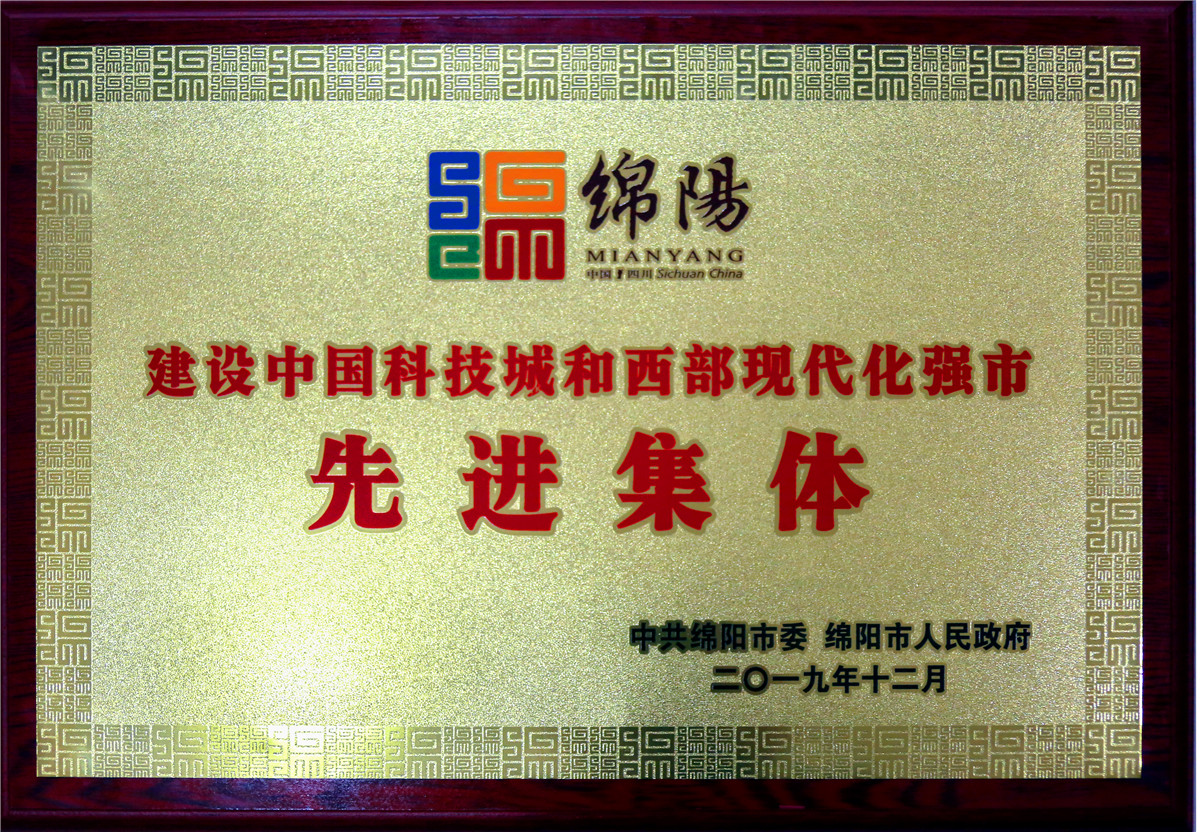 绵陽
MIANYANG
中国 四川 Sichuan China
建设中国科技城和西部现代化强市
先进集体
中共绵阳市委 绵阳市人民政府
二〇一九年十二月